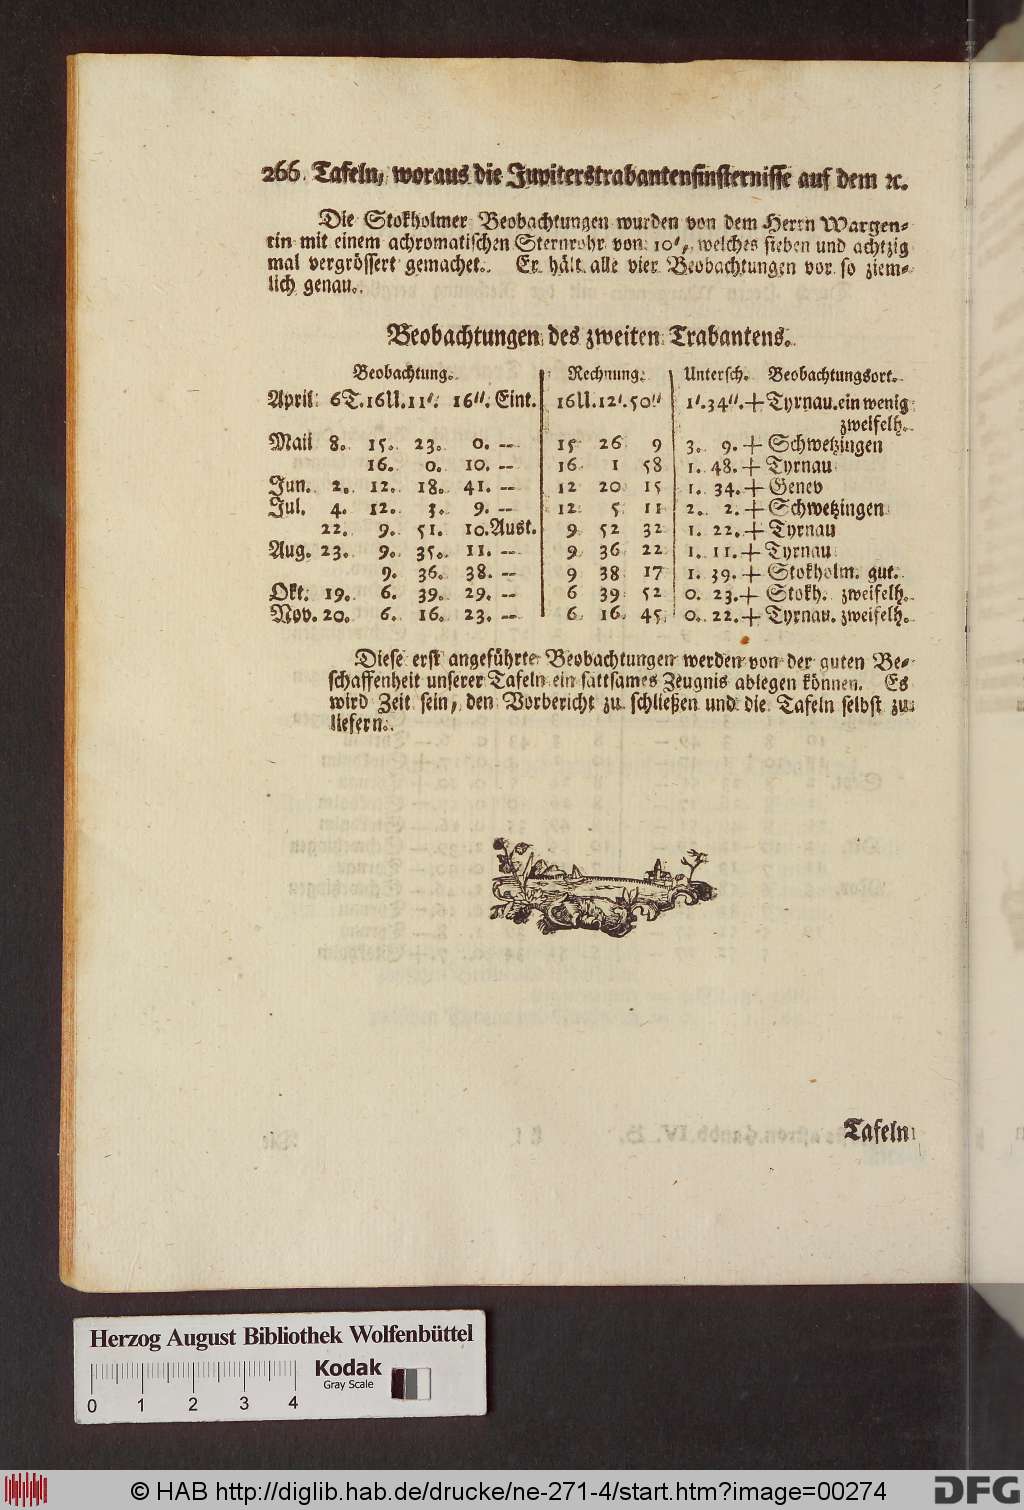 266. Tafeln, woraus die Jupiterstrabantenfinsternisse auf dem ꝛc.
Die Stokholmer Beobachtungen wurden von dem Herrn Wargen-
tin mit einem achromatischen Sternrohr von 10', welches sieben und achtzig
mal vergrössert gemachet. Er hält alle vier Beobachtungen vor so ziem-
lich genau.
Beobachtungen des zweiten Trabantens.
Beobachtung. Rechnung. Untersch. Beobachtungsort.
April 6T. 16U. 11'. 16''. Eint. 16U. 12'. 50'' 1'. 34''. + Tyrnau. ein wenig
zweifelh.
Maii 8. 15. 23. 0. -- 15 26 9 3. 9. + Schwetzingen
16. 0. 10. -- 16 1 58 1. 48. + Tyrnau
Jun. 2. 12. 18. 41. -- 12 20 15 1. 34. + Genev
Jul. 4. 12. 3. 9. -- 12 5 11 2. 2. + Schwetzingen
22. 9. 51. 10. Aust. 9 52 32 1. 22. + Tyrnau
Aug. 23. 9. 35. 11. -- 9 36 22 1. 11. + Tyrnau
9. 36. 38. -- 9 38 17 1. 39. + Stokholm. gut.
Okt. 19. 6. 39. 29. -- 6 39 52 0. 23. + Stokh. zweifelh.
Nov. 20. 6. 16. 23. -- 6 16 45 0. 22. + Tyrnau. zweifelh.
Diese erst angeführte Beobachtungen werden von der guten Be-
schaffenheit unserer Tafeln ein sattsames Zeugnis ablegen können. Es
wird Zeit sein, den Vorbericht zu schließen und die Tafeln selbst zu
liefern.
Tafeln
Herzog August Bibliothek Wolfenbüttel
Kodak
Gray Scale
0 1 2 3 4
© HAB http://diglib.hab.de/drucke/ne-271-4/start.htm?image=00274
DFG